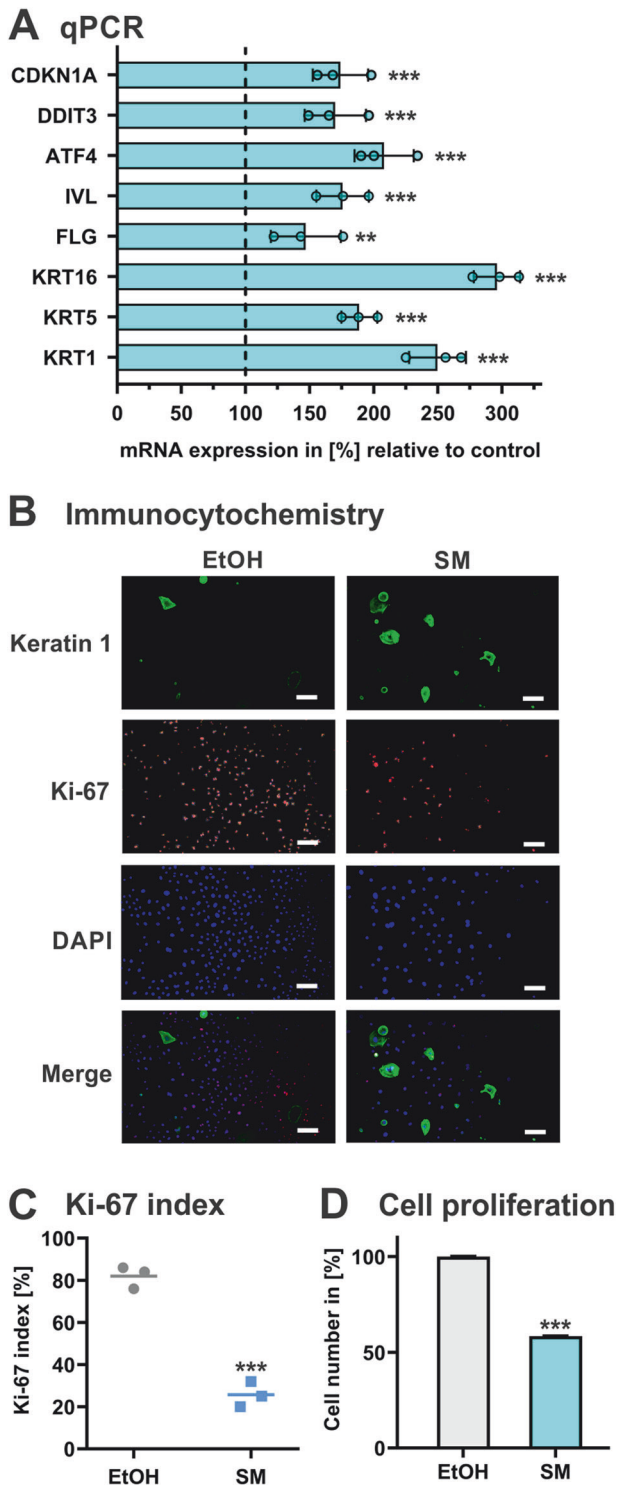 A qPCR
CDKN1A ***
DDIT3 ***
ATF4 ***
IVL ***
FLG **
KRT16 ***
KRT5 ***
KRT1 ***
0 50 100 150 200 250 300
mRNA expression in [%] relative to control
B Immunocytochemistry
EtOH SM
Keratin 1
Ki-67
DAPI
Merge
C Ki-67 index
Ki-67 index [%]
100
80
60
40
20
0
***
EtOH SM
D Cell proliferation
Cell number in [%]
100
50
0
***
EtOH SM